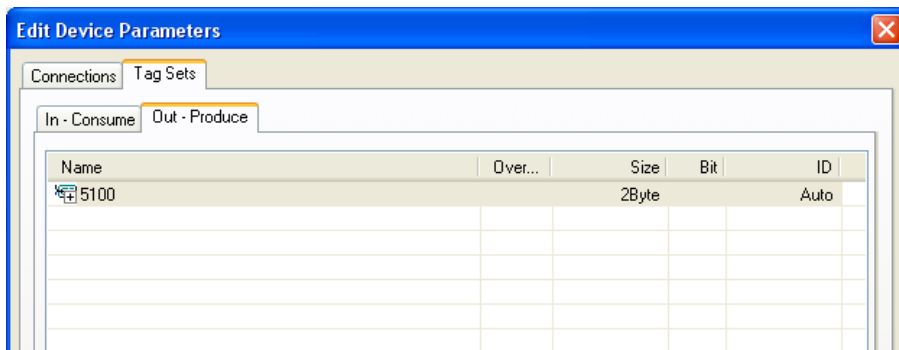 Edit Device Parameters
Connections Tag Sets
In - Consume Out - Produce
Name Over... Size Bit ID
5100 2Byte Auto